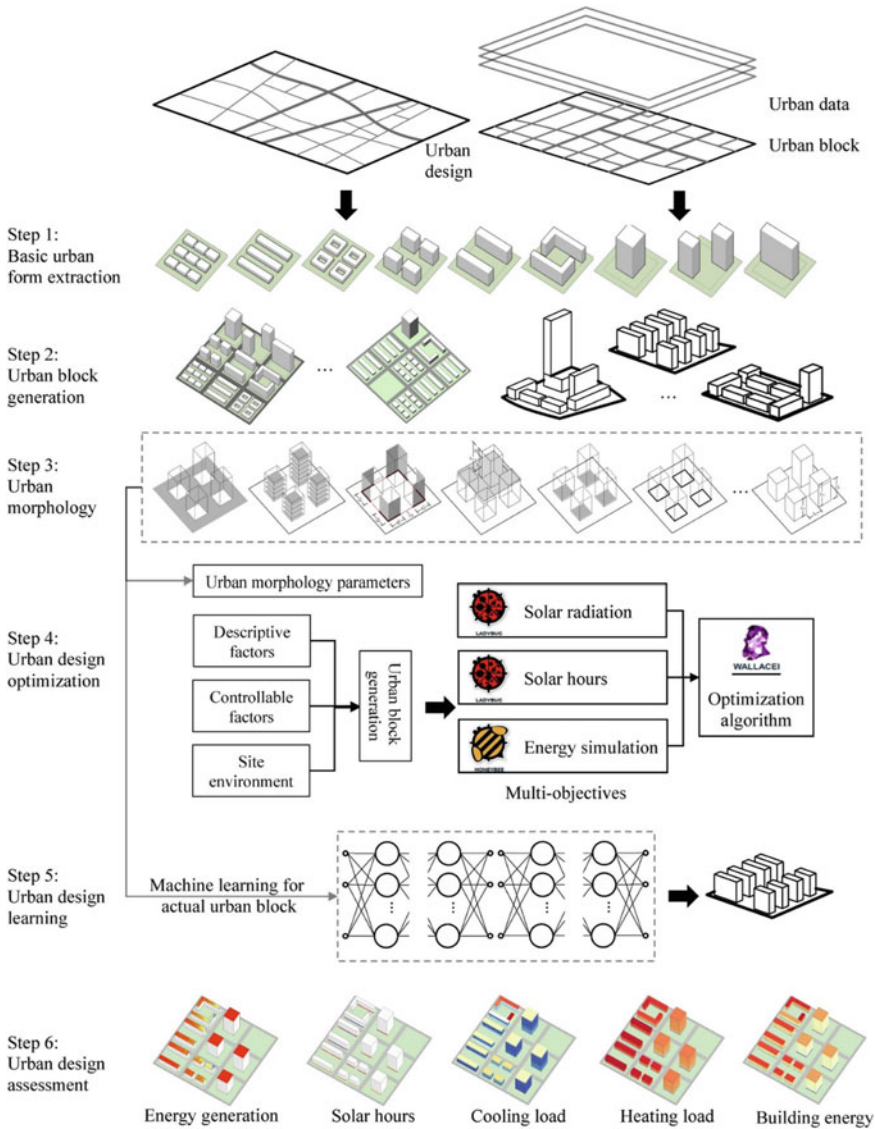 Urban data
Urban
design
Urban block
Step 1:
Basic urban
form extraction
Step 2:
Urban block
generation
...
...
Step 3:
Urban
morphology
...
Urban morphology parameters
Step 4:
Urban design
optimization
Descriptive
factors
Controllable
factors
Site
environment
Urban block
generation
LADYBUG
Solar radiation
LADYBUG
Solar hours
HONEYBEE
Energy simulation
Multi-objectives
WALLACEI
Optimization
algorithm
Step 5:
Urban design
learning
Machine learning for
actual urban block
Step 6:
Urban design
assessment
Energy generation
Solar hours
Cooling load
Heating load
Building energy